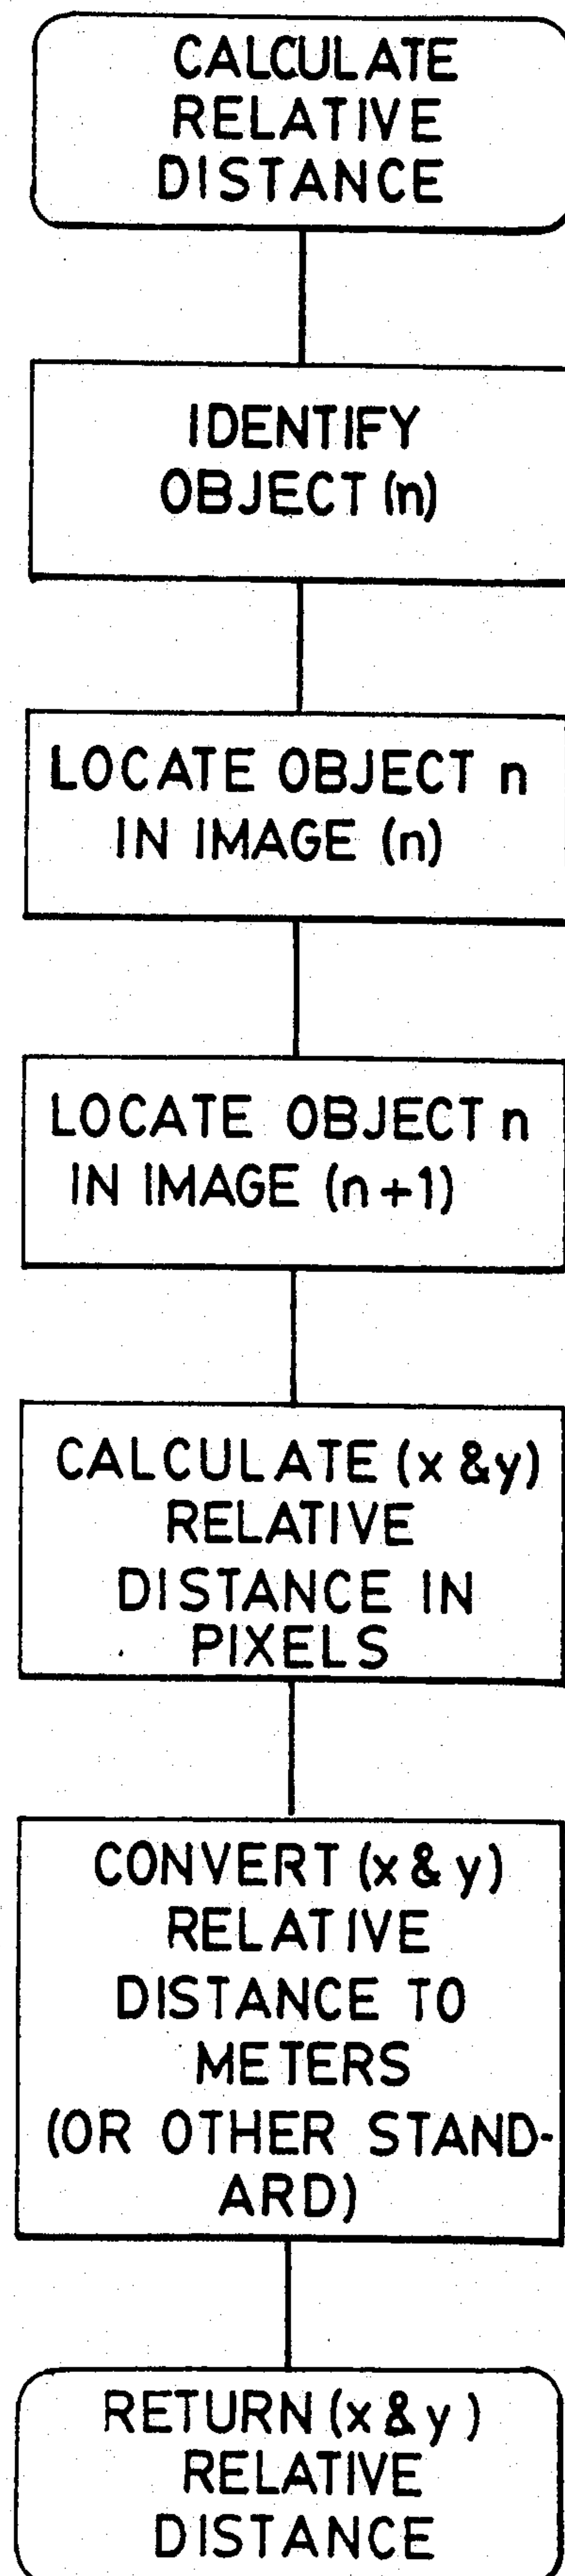 CALCULATE
RELATIVE
DISTANCE
IDENTIFY
OBJECT (n)
LOCATE OBJECT n
IN IMAGE (n)
LOCATE OBJECT n
IN IMAGE (n+1)
CALCULATE (x &y)
RELATIVE
DISTANCE IN
PIXELS
CONVERT (x & y)
RELATIVE
DISTANCE TO
METERS
(OR OTHER STAND-
ARD)
RETURN (x & y)
RELATIVE
DISTANCE